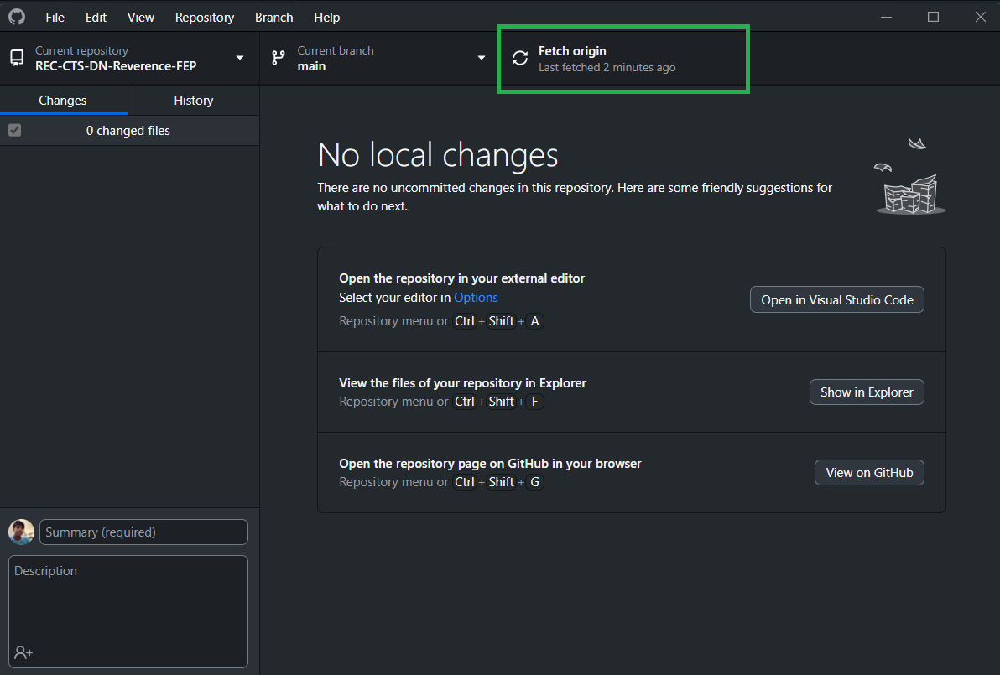 File Edit View Repository Branch Help
Current repository
REC-CTS-DN-Reverence-FEP
Current branch
main
Fetch origin
Last fetched 2 minutes ago
Changes History
0 changed files
No local changes
There are no uncommitted changes in this repository. Here are some friendly suggestions for
what to do next.
Open the repository in your external editor
Select your editor in Options
Repository menu or Ctrl + Shift + A
Open in Visual Studio Code
View the files of your repository in Explorer
Repository menu or Ctrl + Shift + F
Show in Explorer
Open the repository page on GitHub in your browser
Repository menu or Ctrl + Shift + G
View on GitHub
Summary (required)
Description